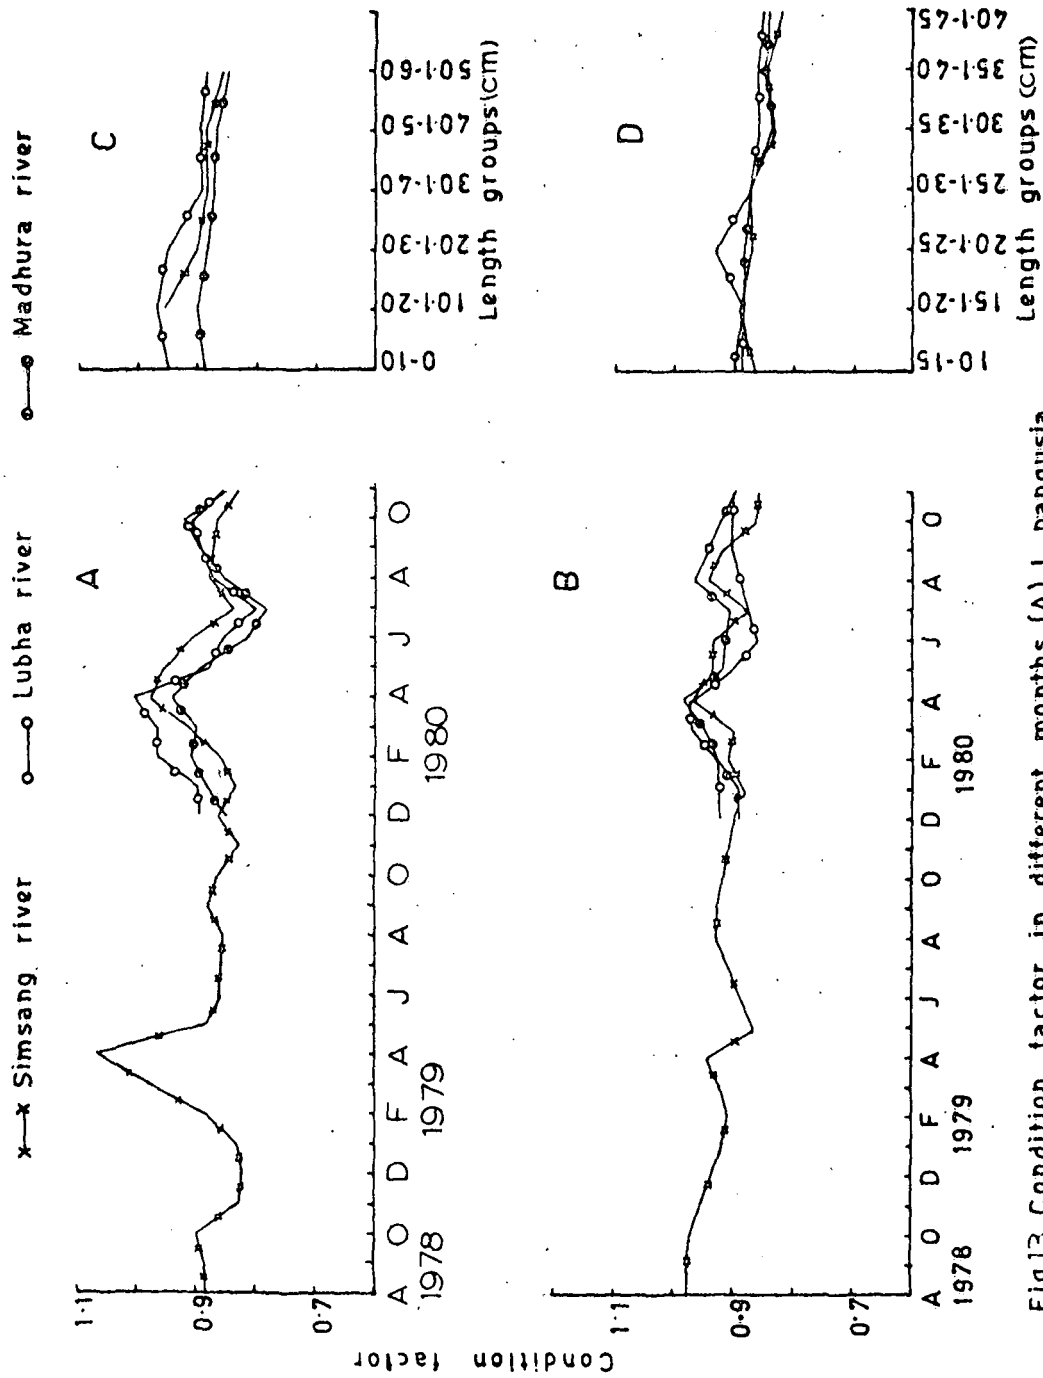 Simsang river
Lubha river
Madhura river
A
C
1·1
0·9
0·7
A O D F A J A O D F A J A O
1978 1979 1980
0-10 10·1-20 20·1-30 30·1-40 40·1-50 50·1-60
Length groups (cm)
Condition factor
B
D
1·1
0·9
0·7
A O D F A J A O D F A J A O
1978 1979 1980
10-15 15·1-20 20·1-25 25·1-30 30·1-35 35·1-40 40·1-45
Length groups (cm)
Fig 13 Condition factor in different months (A) L pangusia